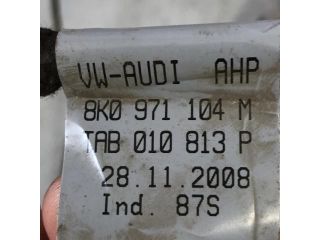 VW-AUDI AHP
8K0 971 104 M
TAB 010 813 P
28.11.2008
Ind. 87S